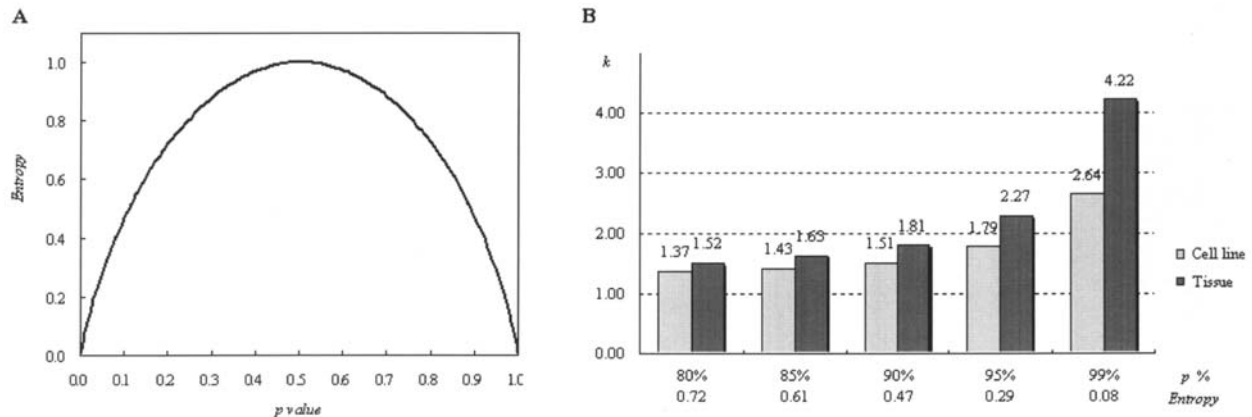 A
Entropy
1.0
0.8
0.6
0.4
0.2
0.0
0.0 0.1 0.2 0.3 0.4 0.5 0.6 0.7 0.8 0.9 1.0
p value
B
k
4.00
3.00
2.00
1.00
0.00
1.37 1.52 1.43 1.63 1.51 1.81 1.79 2.27 2.64 4.22
Cell line
Tissue
80% 85% 90% 95% 99% p %
0.72 0.61 0.47 0.29 0.08 Entropy